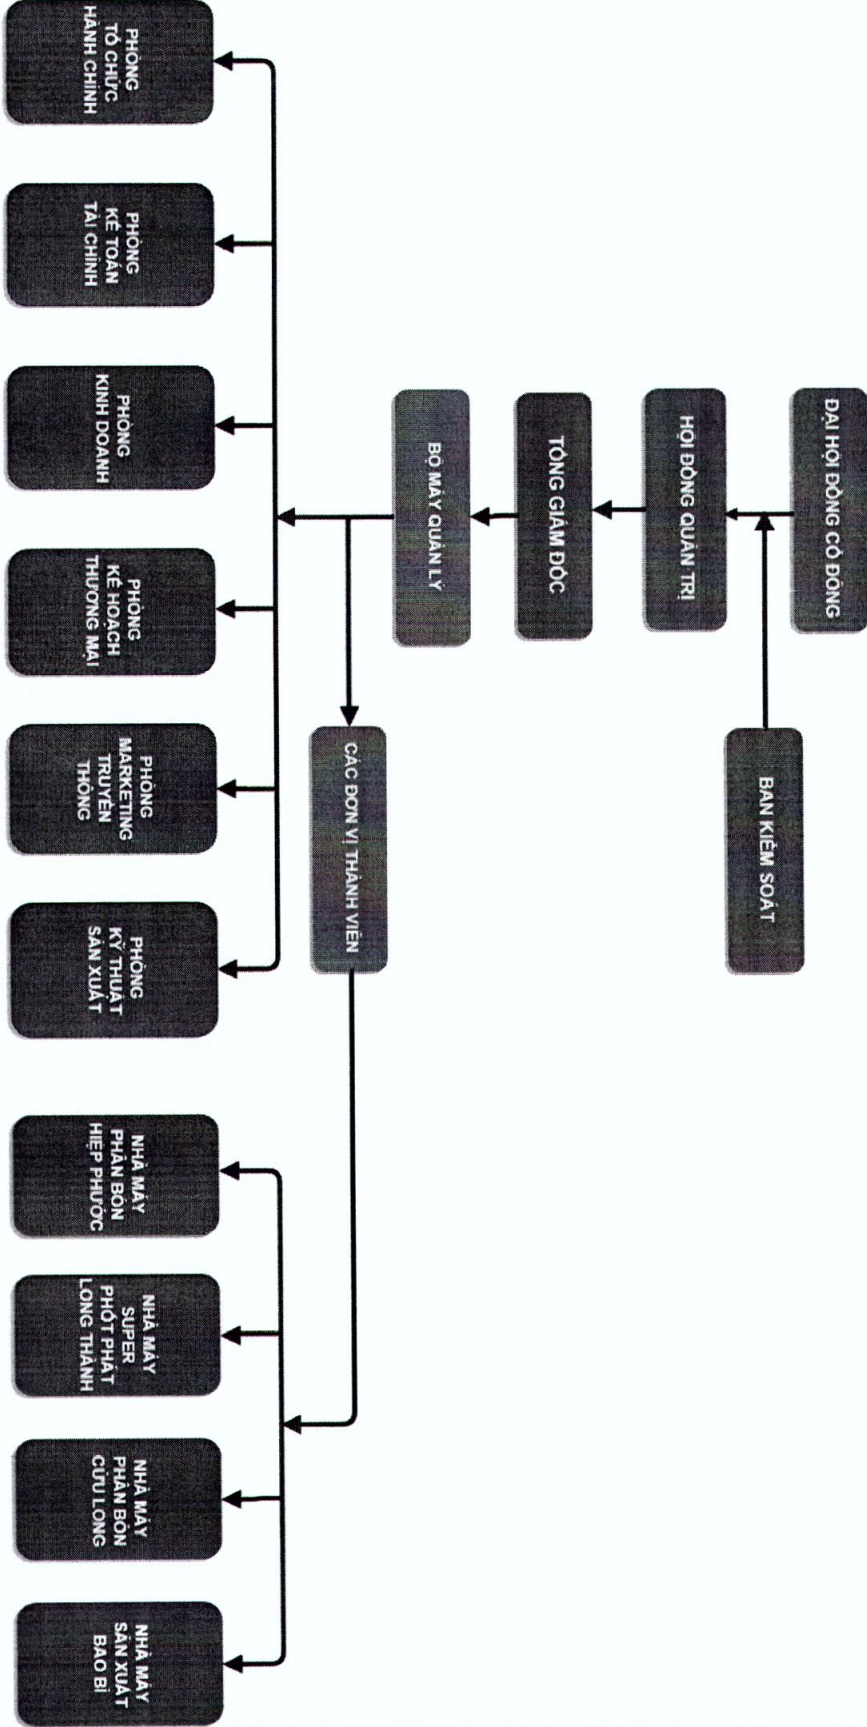 ĐẠI HỘI ĐỒNG CỔ ĐÔNG
BAN KIỂM SOÁT
HỘI ĐỒNG QUẢN TRỊ
TỔNG GIÁM ĐỐC
BỘ MÁY QUẢN LÝ
CÁC ĐƠN VỊ THÀNH VIÊN
PHÒNG
TỔ CHỨC
HÀNH CHÍNH
PHÒNG
KẾ TOÁN
TÀI CHÍNH
PHÒNG
KINH DOANH
PHÒNG
KẾ HOẠCH
THƯƠNG MẠI
PHÒNG
MARKETING
TRUYỀN
THÔNG
PHÒNG
KỸ THUẬT
SẢN XUẤT
NHÀ MÁY
PHÂN BÓN
HIỆP PHƯỚC
NHÀ MÁY
SUPER
PHỐT PHÁT
LONG THÀNH
NHÀ MÁY
PHÂN BÓN
CỬU LONG
NHÀ MÁY
SẢN XUẤT
BAO BÌ